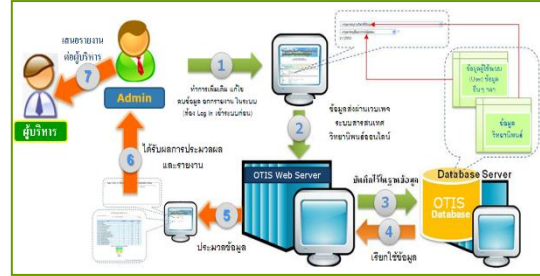 เสนอรายงาน
ต่อผู้บริหาร
7
Admin
ผู้บริหาร
1
ทำการเพิ่มเติม แก้ไข
ลบข้อมูล ออกรายงาน ในระบบ
(ต้อง Log in เข้าระบบก่อน)
ข้อมูลผู้ใช้ระบบ
(User) ข้อมูล
อื่นๆ ฯลฯ
ข้อมูล
วิทยานิพนธ์
2
ข้อมูลส่งผ่านเวบเพจ
ระบบสารสนเทศ
วิทยานิพนธ์ออนไลน์
6
ได้รับผลการประมวลผล
และรายงาน
OTIS Web Server
3
บันทึกไว้ที่ฐานข้อมูล
Database Server
OTIS
Database
4
เรียกใช้ข้อมูล
5
ประมวลข้อมูล